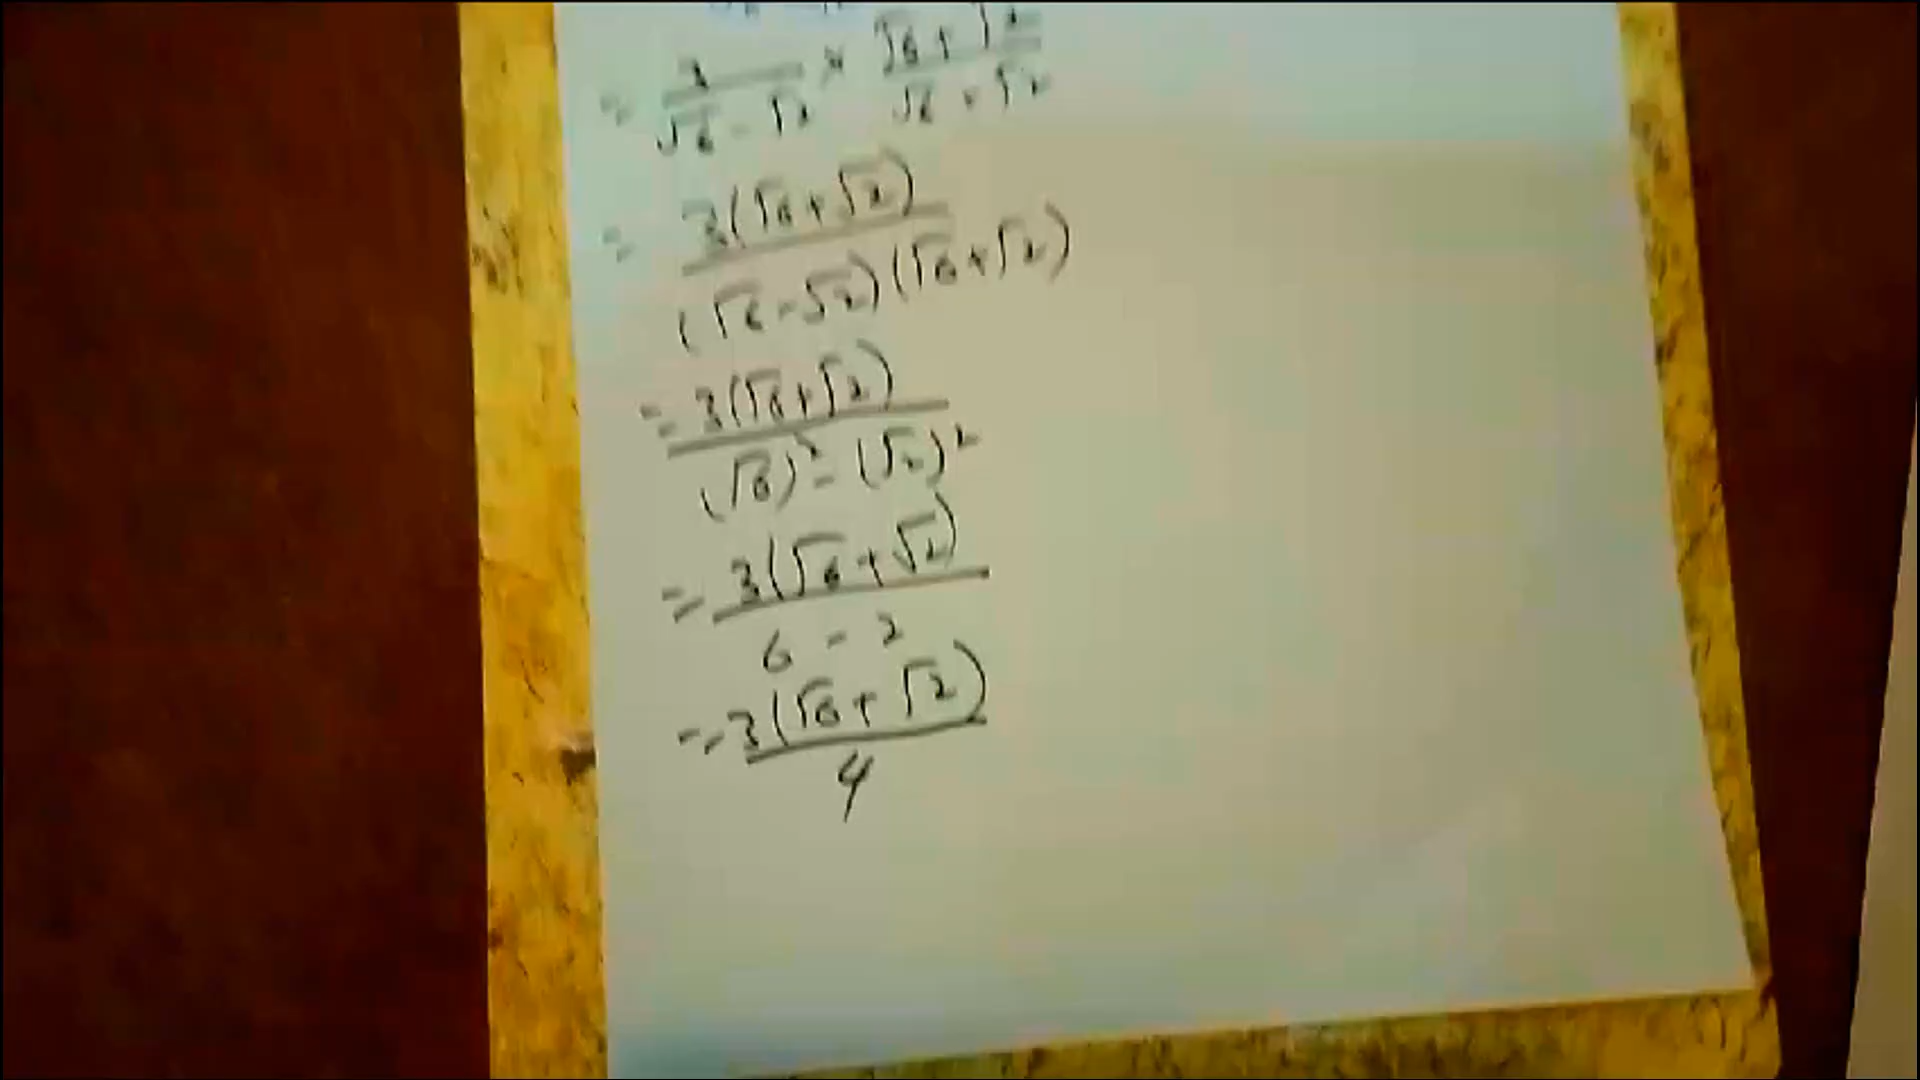 = 3/(√6 - √2) × (√6 + √2)/(√6 + √2)
= 3(√6+√2)/((√6-√2)(√6+√2))
= 3(√6+√2)/((√6)² - (√2)²)
= 3(√6+√2)/(6 - 2)
= 3(√6+√2)/4